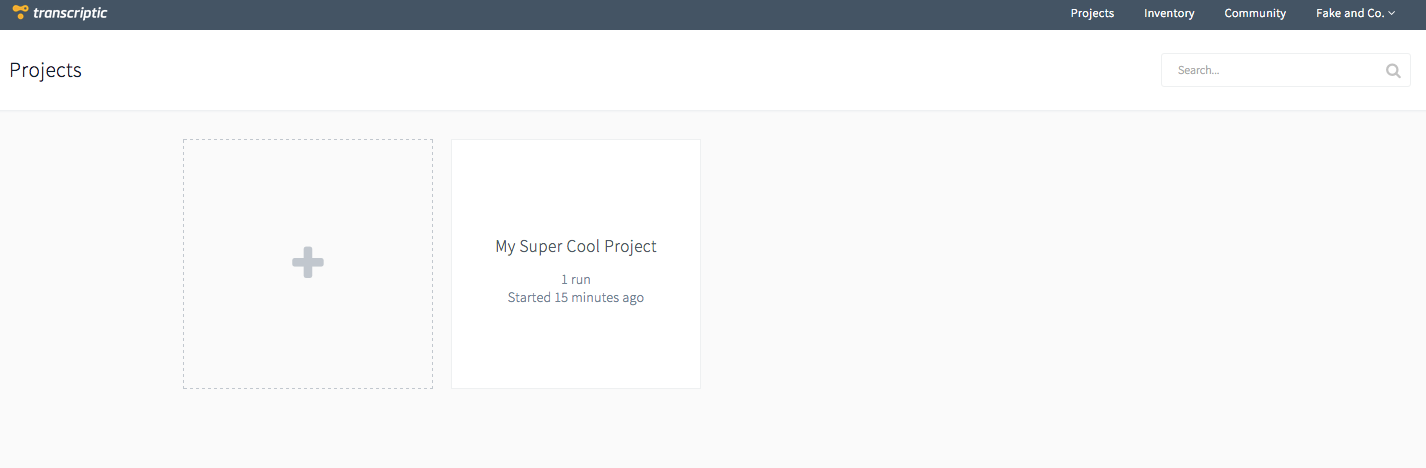 transcriptic
Projects Inventory Community Fake and Co.
Projects
Search...
My Super Cool Project
1 run
Started 15 minutes ago